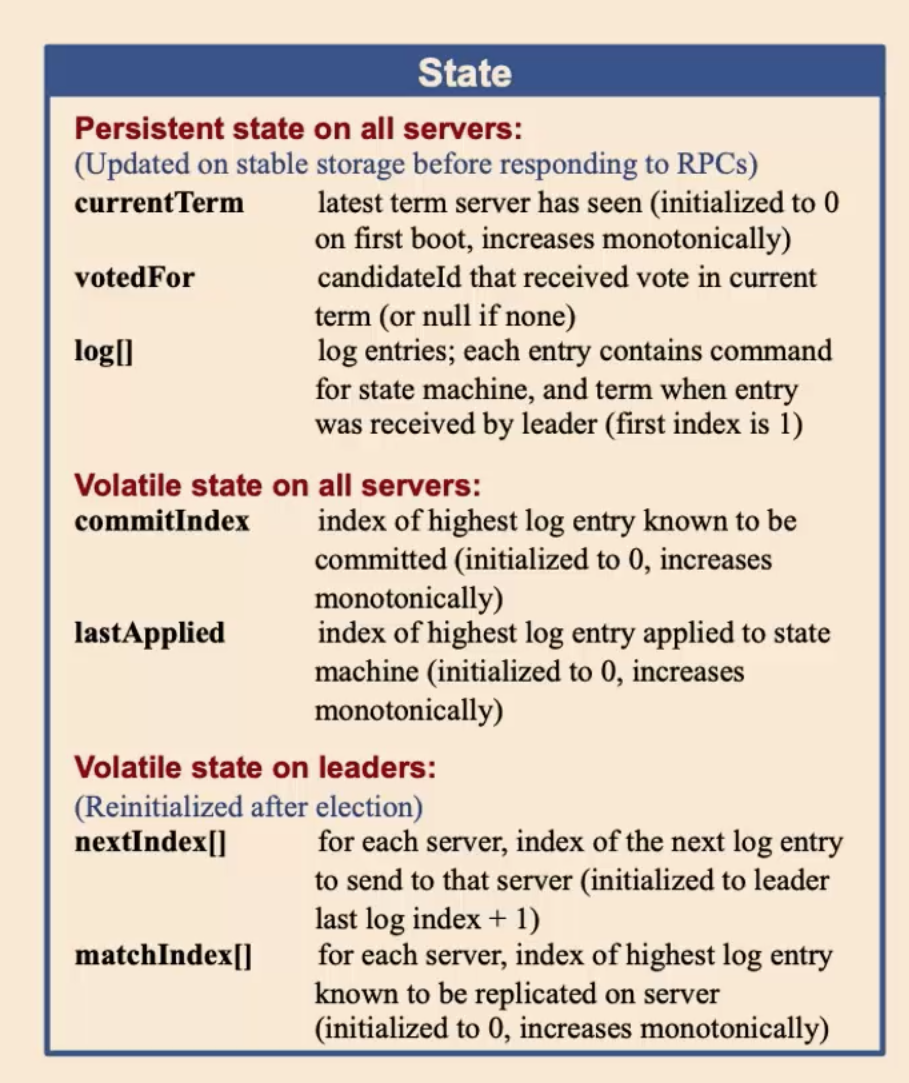 State
Persistent state on all servers:
(Updated on stable storage before responding to RPCs)
currentTerm latest term server has seen (initialized to 0
on first boot, increases monotonically)
votedFor candidateId that received vote in current
term (or null if none)
log[] log entries; each entry contains command
for state machine, and term when entry
was received by leader (first index is 1)
Volatile state on all servers:
commitIndex index of highest log entry known to be
committed (initialized to 0, increases
monotonically)
lastApplied index of highest log entry applied to state
machine (initialized to 0, increases
monotonically)
Volatile state on leaders:
(Reinitialized after election)
nextIndex[] for each server, index of the next log entry
to send to that server (initialized to leader
last log index + 1)
matchIndex[] for each server, index of highest log entry
known to be replicated on server
(initialized to 0, increases monotonically)